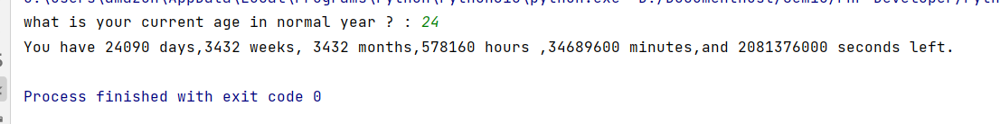 what is your current age in normal year ? : 24
You have 24090 days,3432 weeks, 3432 months,578160 hours ,34689600 minutes,and 2081376000 seconds left.
Process finished with exit code 0